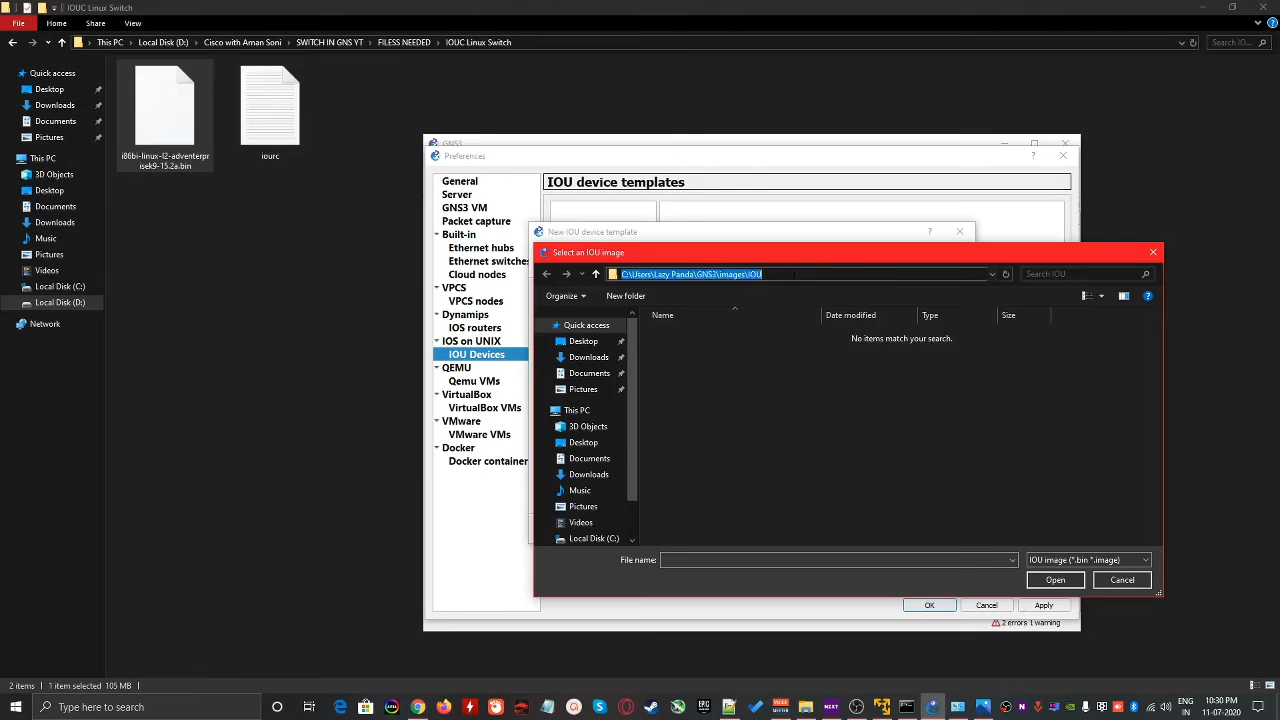 IOUC Linux Switch
File Home Share View
This PC Local Disk (D:) Cisco with Aman Soni SWITCH IN GNS YT FILESS NEEDED IOUC Linux Switch
Search IO...
Quick access
Desktop
Downloads
Documents
Pictures
This PC
3D Objects
Desktop
Documents
Downloads
Music
Pictures
Videos
Local Disk (C:)
Local Disk (D:)
Network
i86bi-linux-l2-adventerpr
isek9-15.2a.bin
iourc
GNS3
Preferences
General
Server
GNS3 VM
Packet capture
Built-in
Ethernet hubs
Ethernet switches
Cloud nodes
VPCS
VPCS nodes
Dynamips
IOS routers
IOS on UNIX
IOU Devices
QEMU
Qemu VMs
VirtualBox
VirtualBox VMs
VMware
VMware VMs
Docker
Docker container
IOU device templates
New IOU device template
Select an IOU image
C:\Users\Lazy Panda\GNS3\images\IOU
Search IOU
Organize New folder
Quick access
Desktop
Downloads
Documents
Pictures
This PC
3D Objects
Desktop
Documents
Downloads
Music
Pictures
Videos
Local Disk (C:)
Name Date modified Type Size
No items match your search.
File name: IOU image (*.bin *.image)
Open Cancel
OK Cancel Apply
2 errors 1 warning
2 items 1 item selected 105 MB
Type here to search
10:30 PM
IN 11-07-2020